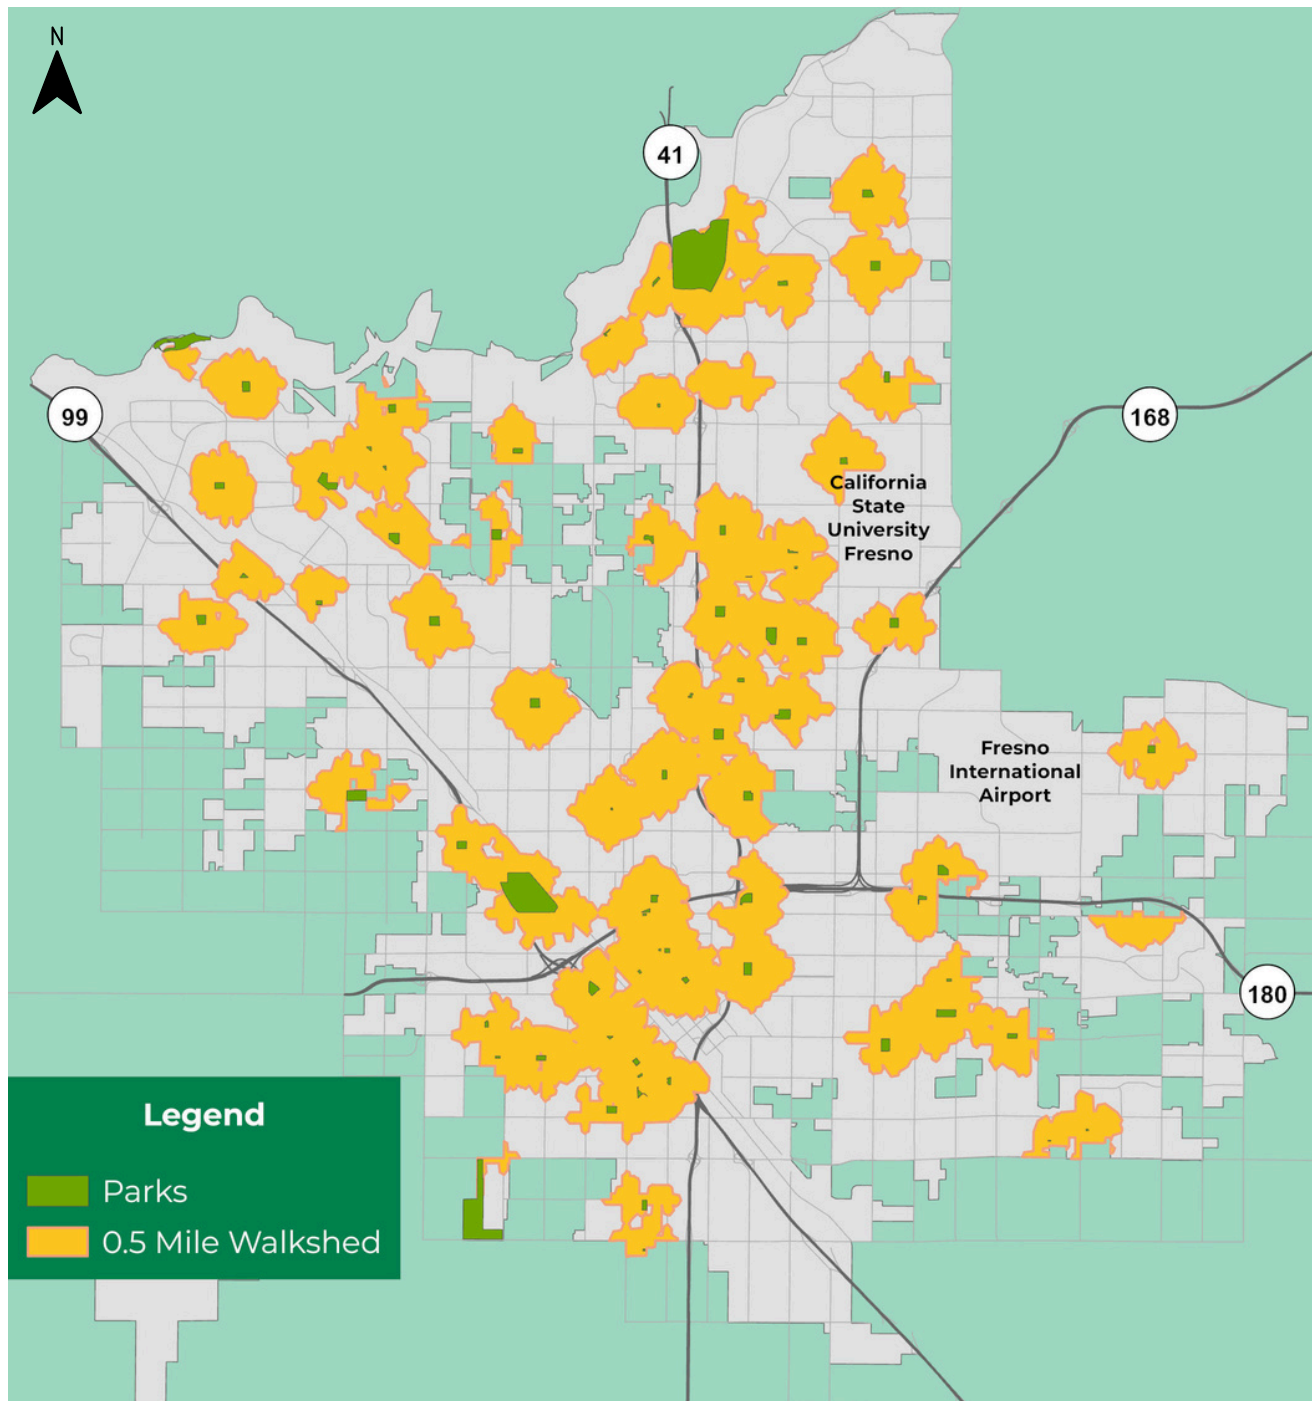 N
41
99
168
California
State
University
Fresno
Fresno
International
Airport
180
Legend
Parks
0.5 Mile Walkshed